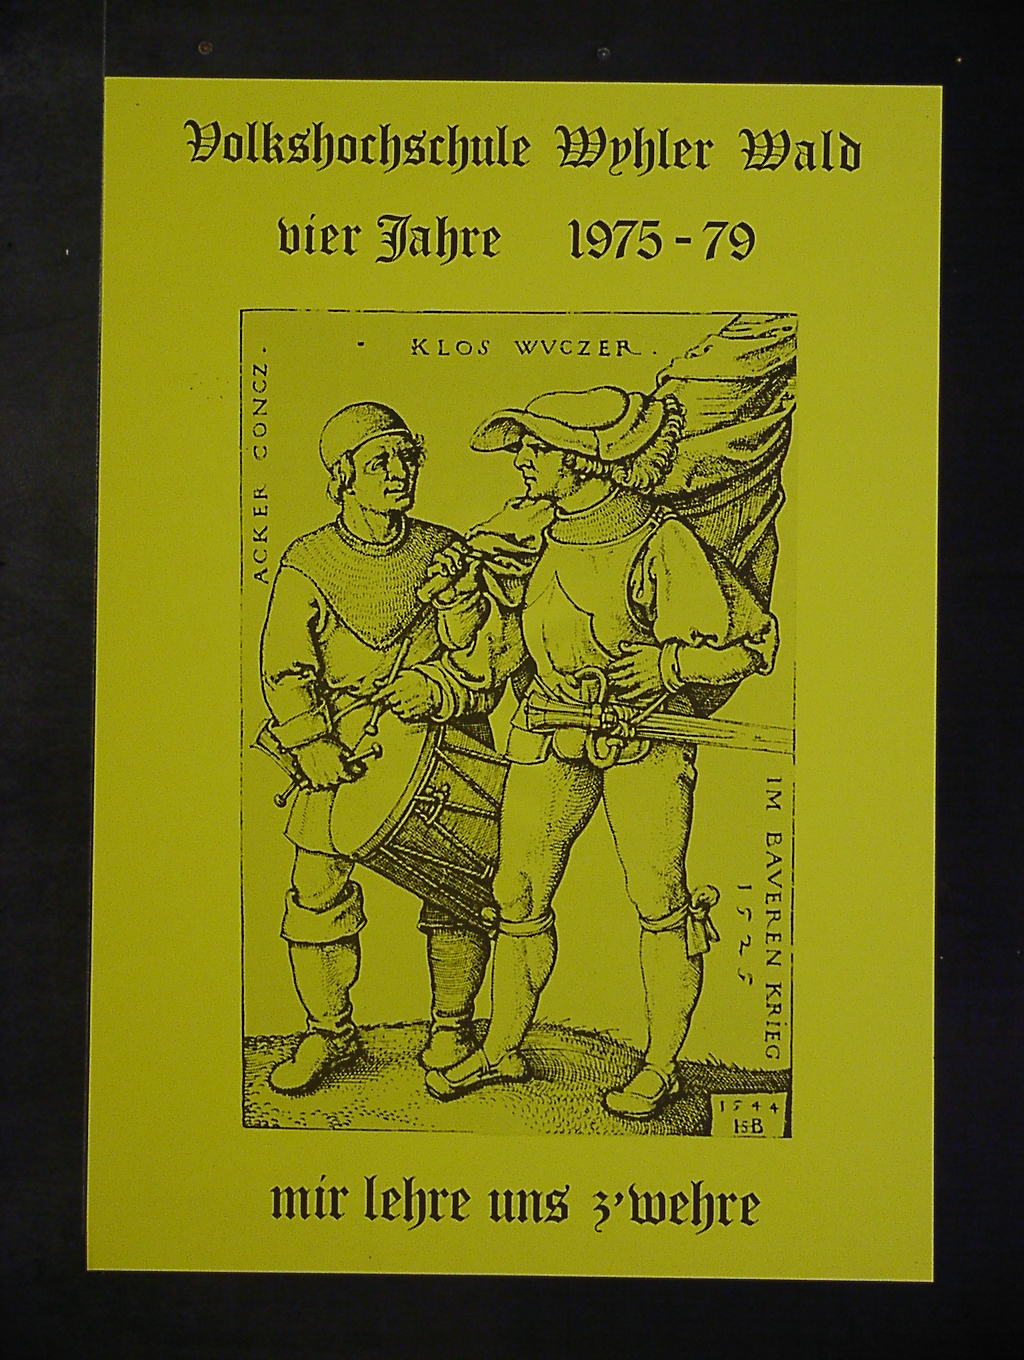 Volkshochschule Wyhler Wald
vier Jahre 1975-79
· KLOS WVCZER ·
ACKER CONCZ.
IM BAVEREN KRIEG
1525
1544
HSB
mir lehre uns z'wehre